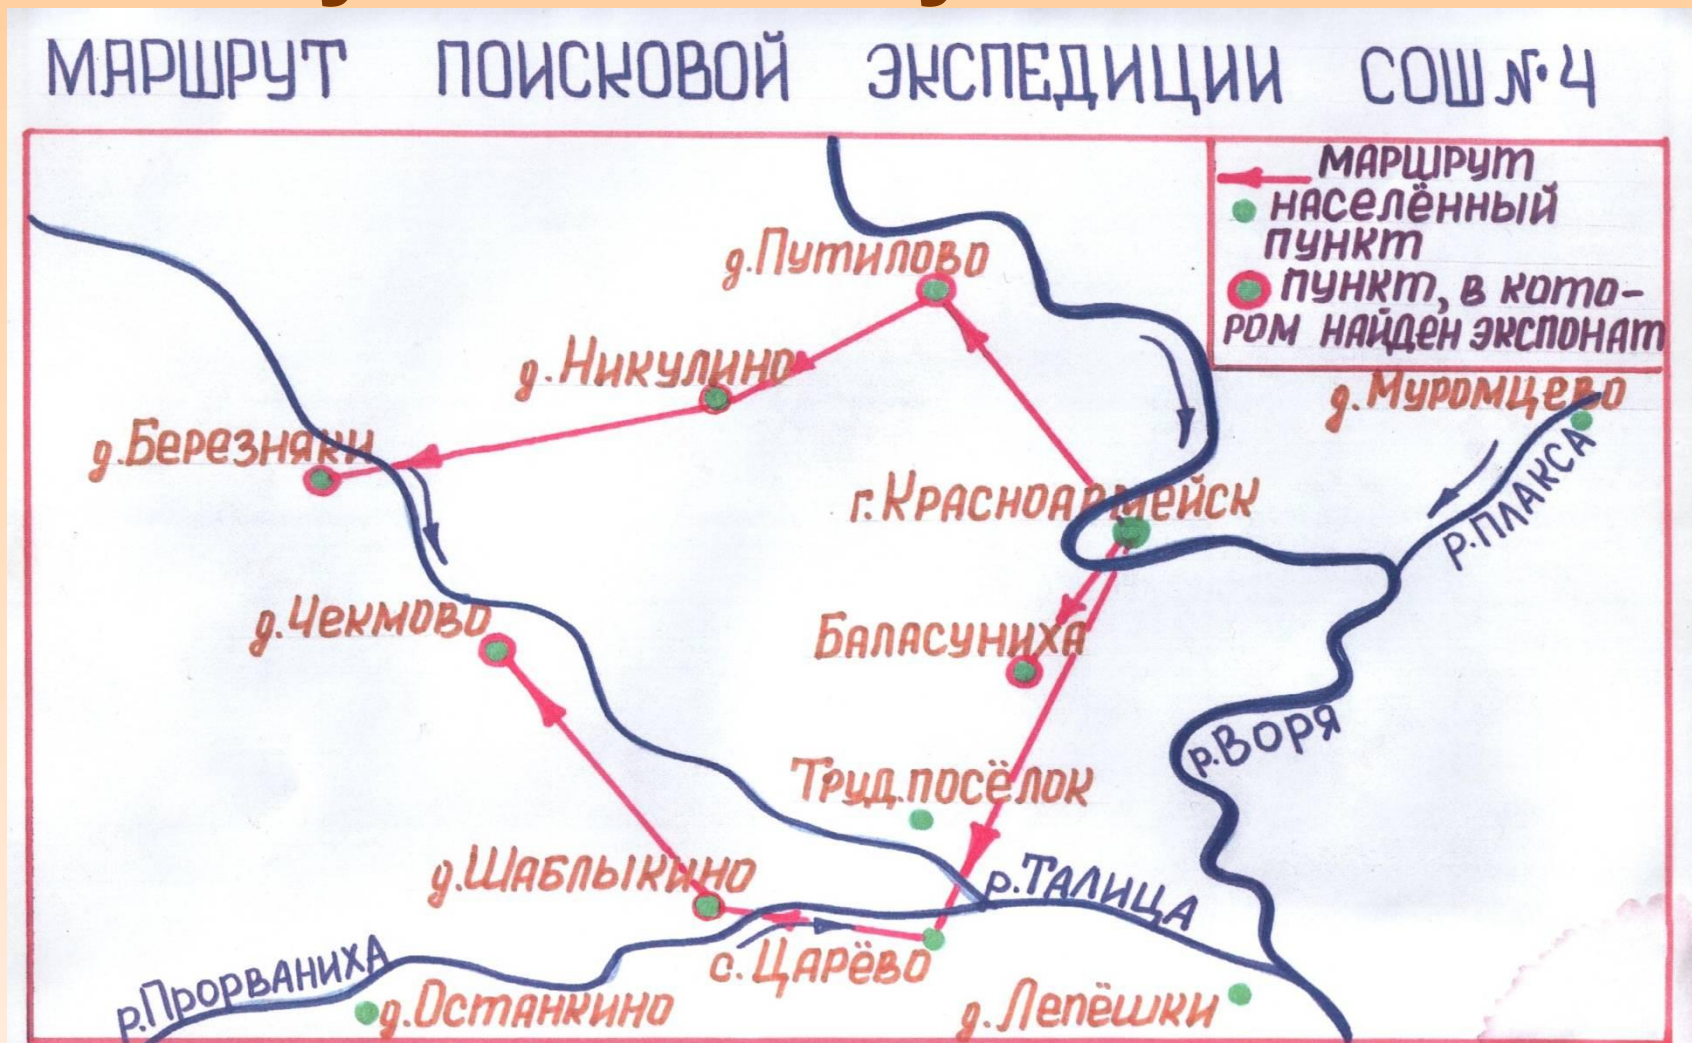 МАРШРУТ ПОИСКОВОЙ ЭКСПЕДИЦИИ СОШ №4
МАРШРУТ
НАСЕЛЁННЫЙ
ПУНКТ
ПУНКТ, в кото-
РОМ НАЙДЕН ЭКСПОНАТ
д.Путилово
д.Никулино
д.Муромцево
д.Березняки
р.ПЛАКСА
г.Красноармейск
д.Чекмово
Баласуниха
р.ВОРЯ
Труд.посёлок
д.Шаблыкино
р.ТАЛИЦА
с.Царёво
р.Прорваниха
д.Останкино
д.Лепёшки